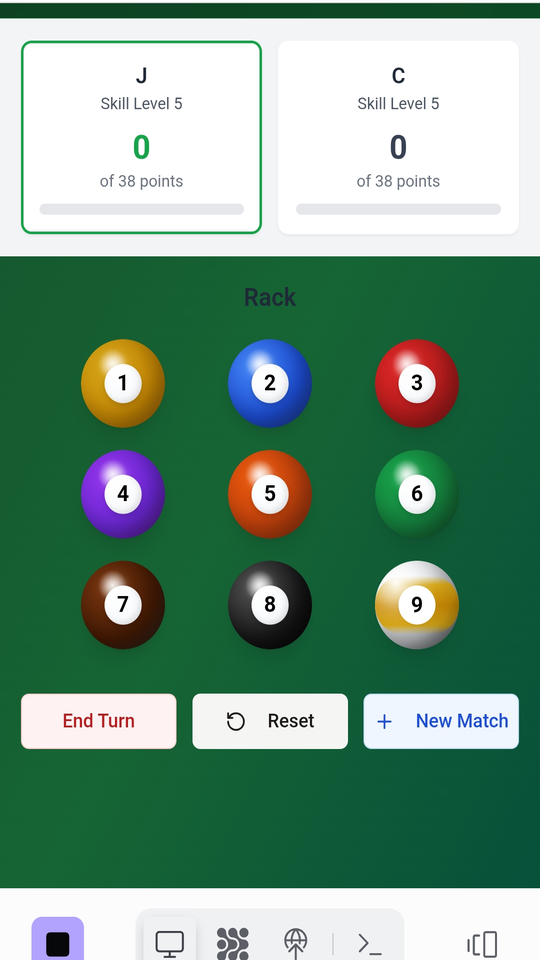 J
Skill Level 5
0
of 38 points
C
Skill Level 5
0
of 38 points
Rack
1
2
3
4
5
6
7
8
9
End Turn
Reset
New Match